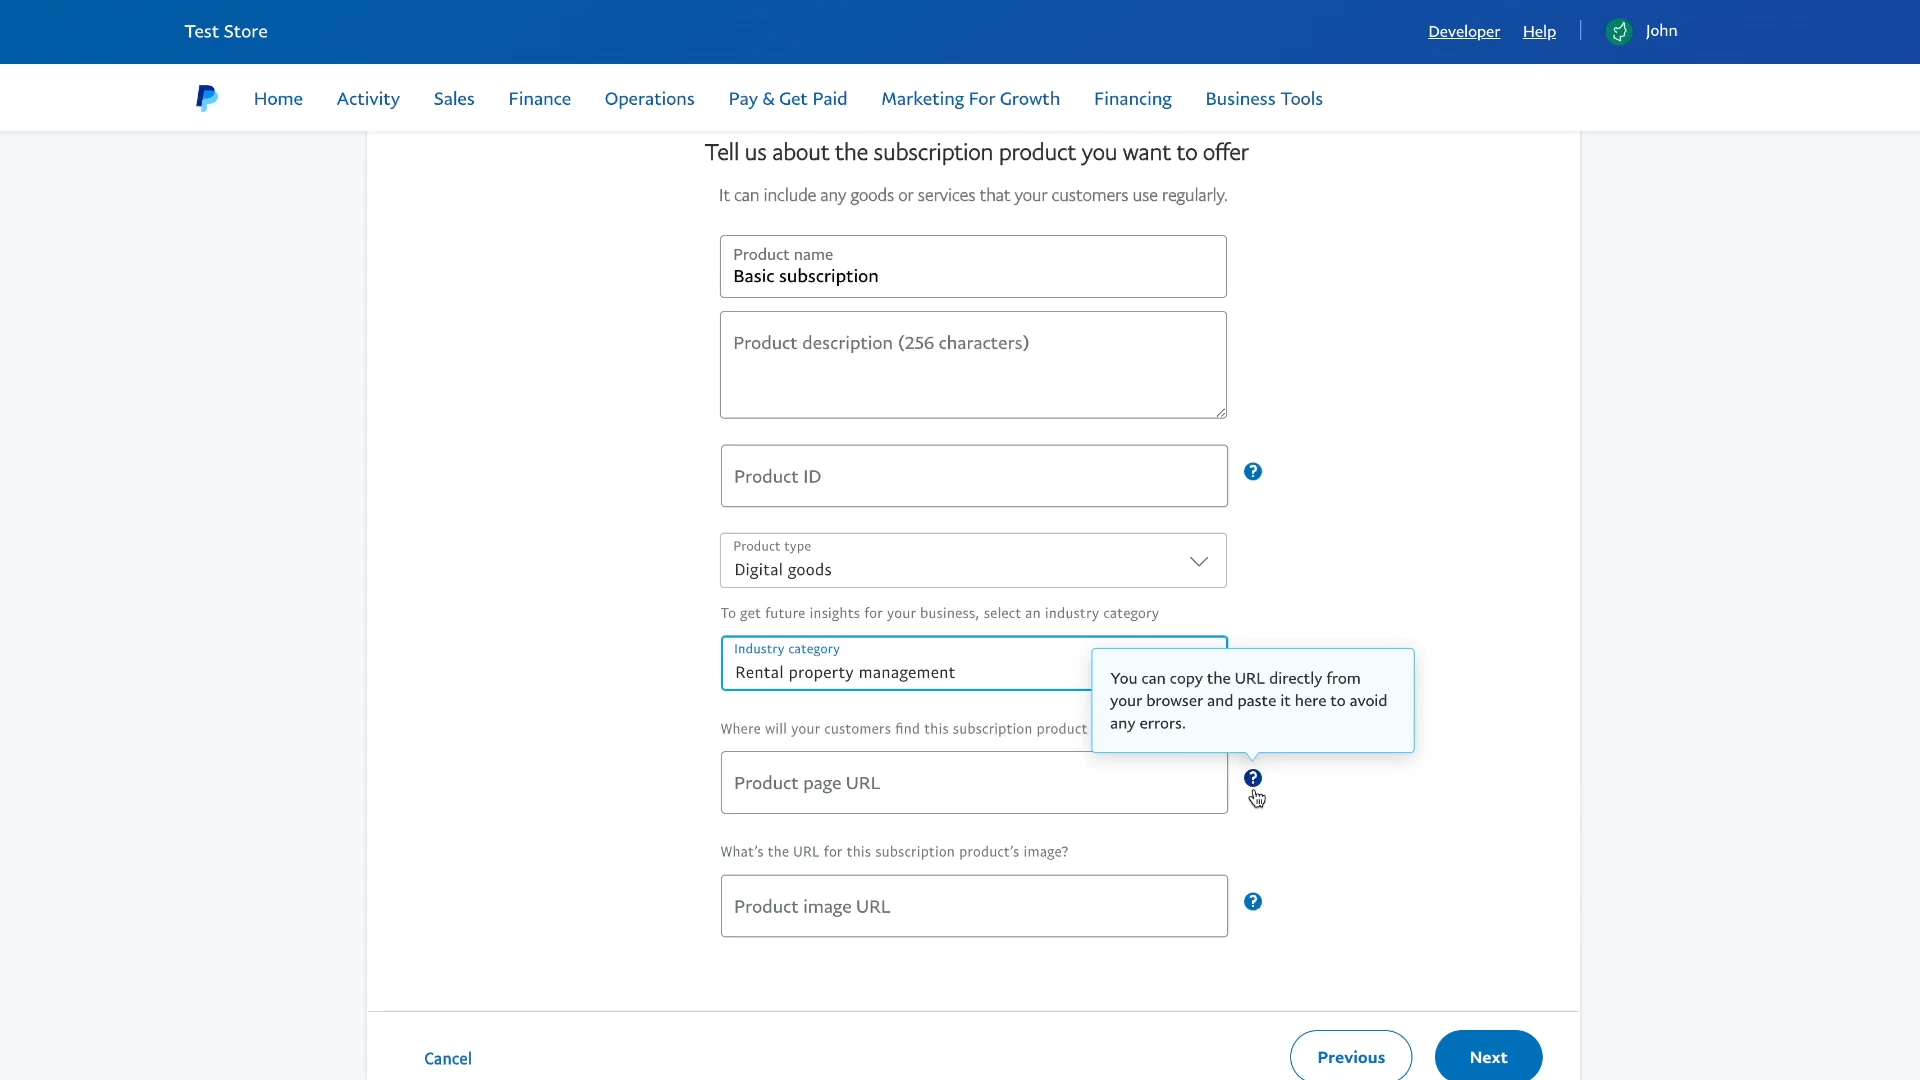 Test Store
Developer Help John
Home Activity Sales Finance Operations Pay & Get Paid Marketing For Growth Financing Business Tools
Tell us about the subscription product you want to offer
It can include any goods or services that your customers use regularly.
Product name
Basic subscription
Product description (256 characters)
Product ID
?
Product type
Digital goods
To get future insights for your business, select an industry category
Industry category
Rental property management
You can copy the URL directly from
your browser and paste it here to avoid
any errors.
Where will your customers find this subscription product
Product page URL
?
What's the URL for this subscription product's image?
Product image URL
?
Cancel
Previous
Next